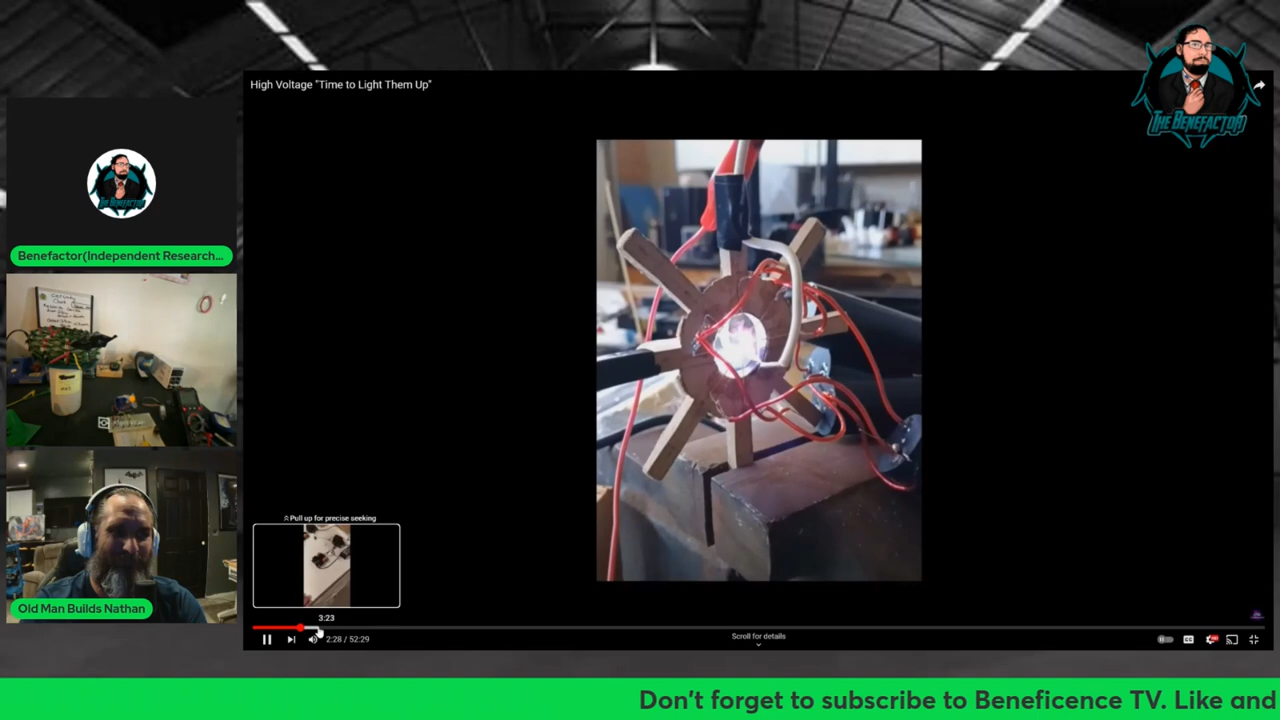 High Voltage "Time to Light Them Up"
THE BENEFACTOR
THE BENEFACTOR
Benefactor(Independent Research...
Old Man Builds Nathan
Pull up for precise seeking
3:23
2:28 / 52:29
Scroll for details
Don't forget to subscribe to Beneficence TV. Like and